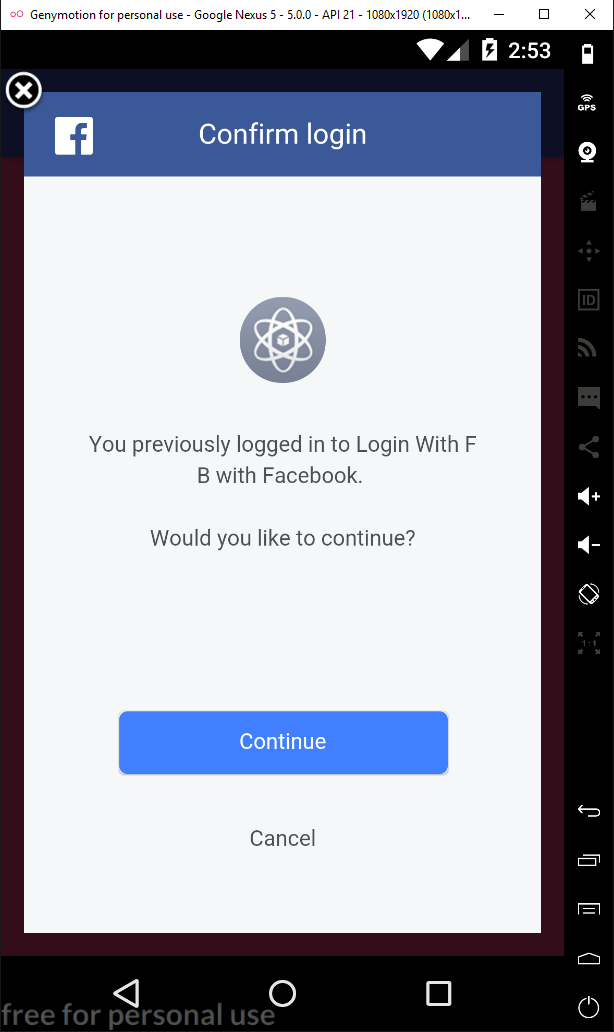 Genymotion for personal use - Google Nexus 5 - 5.0.0 - API 21 - 1080x1920 (1080x1...
2:53
GPS
Confirm login
ID
You previously logged in to Login With F
B with Facebook.
Would you like to continue?
1:1
Continue
Cancel
free for personal use